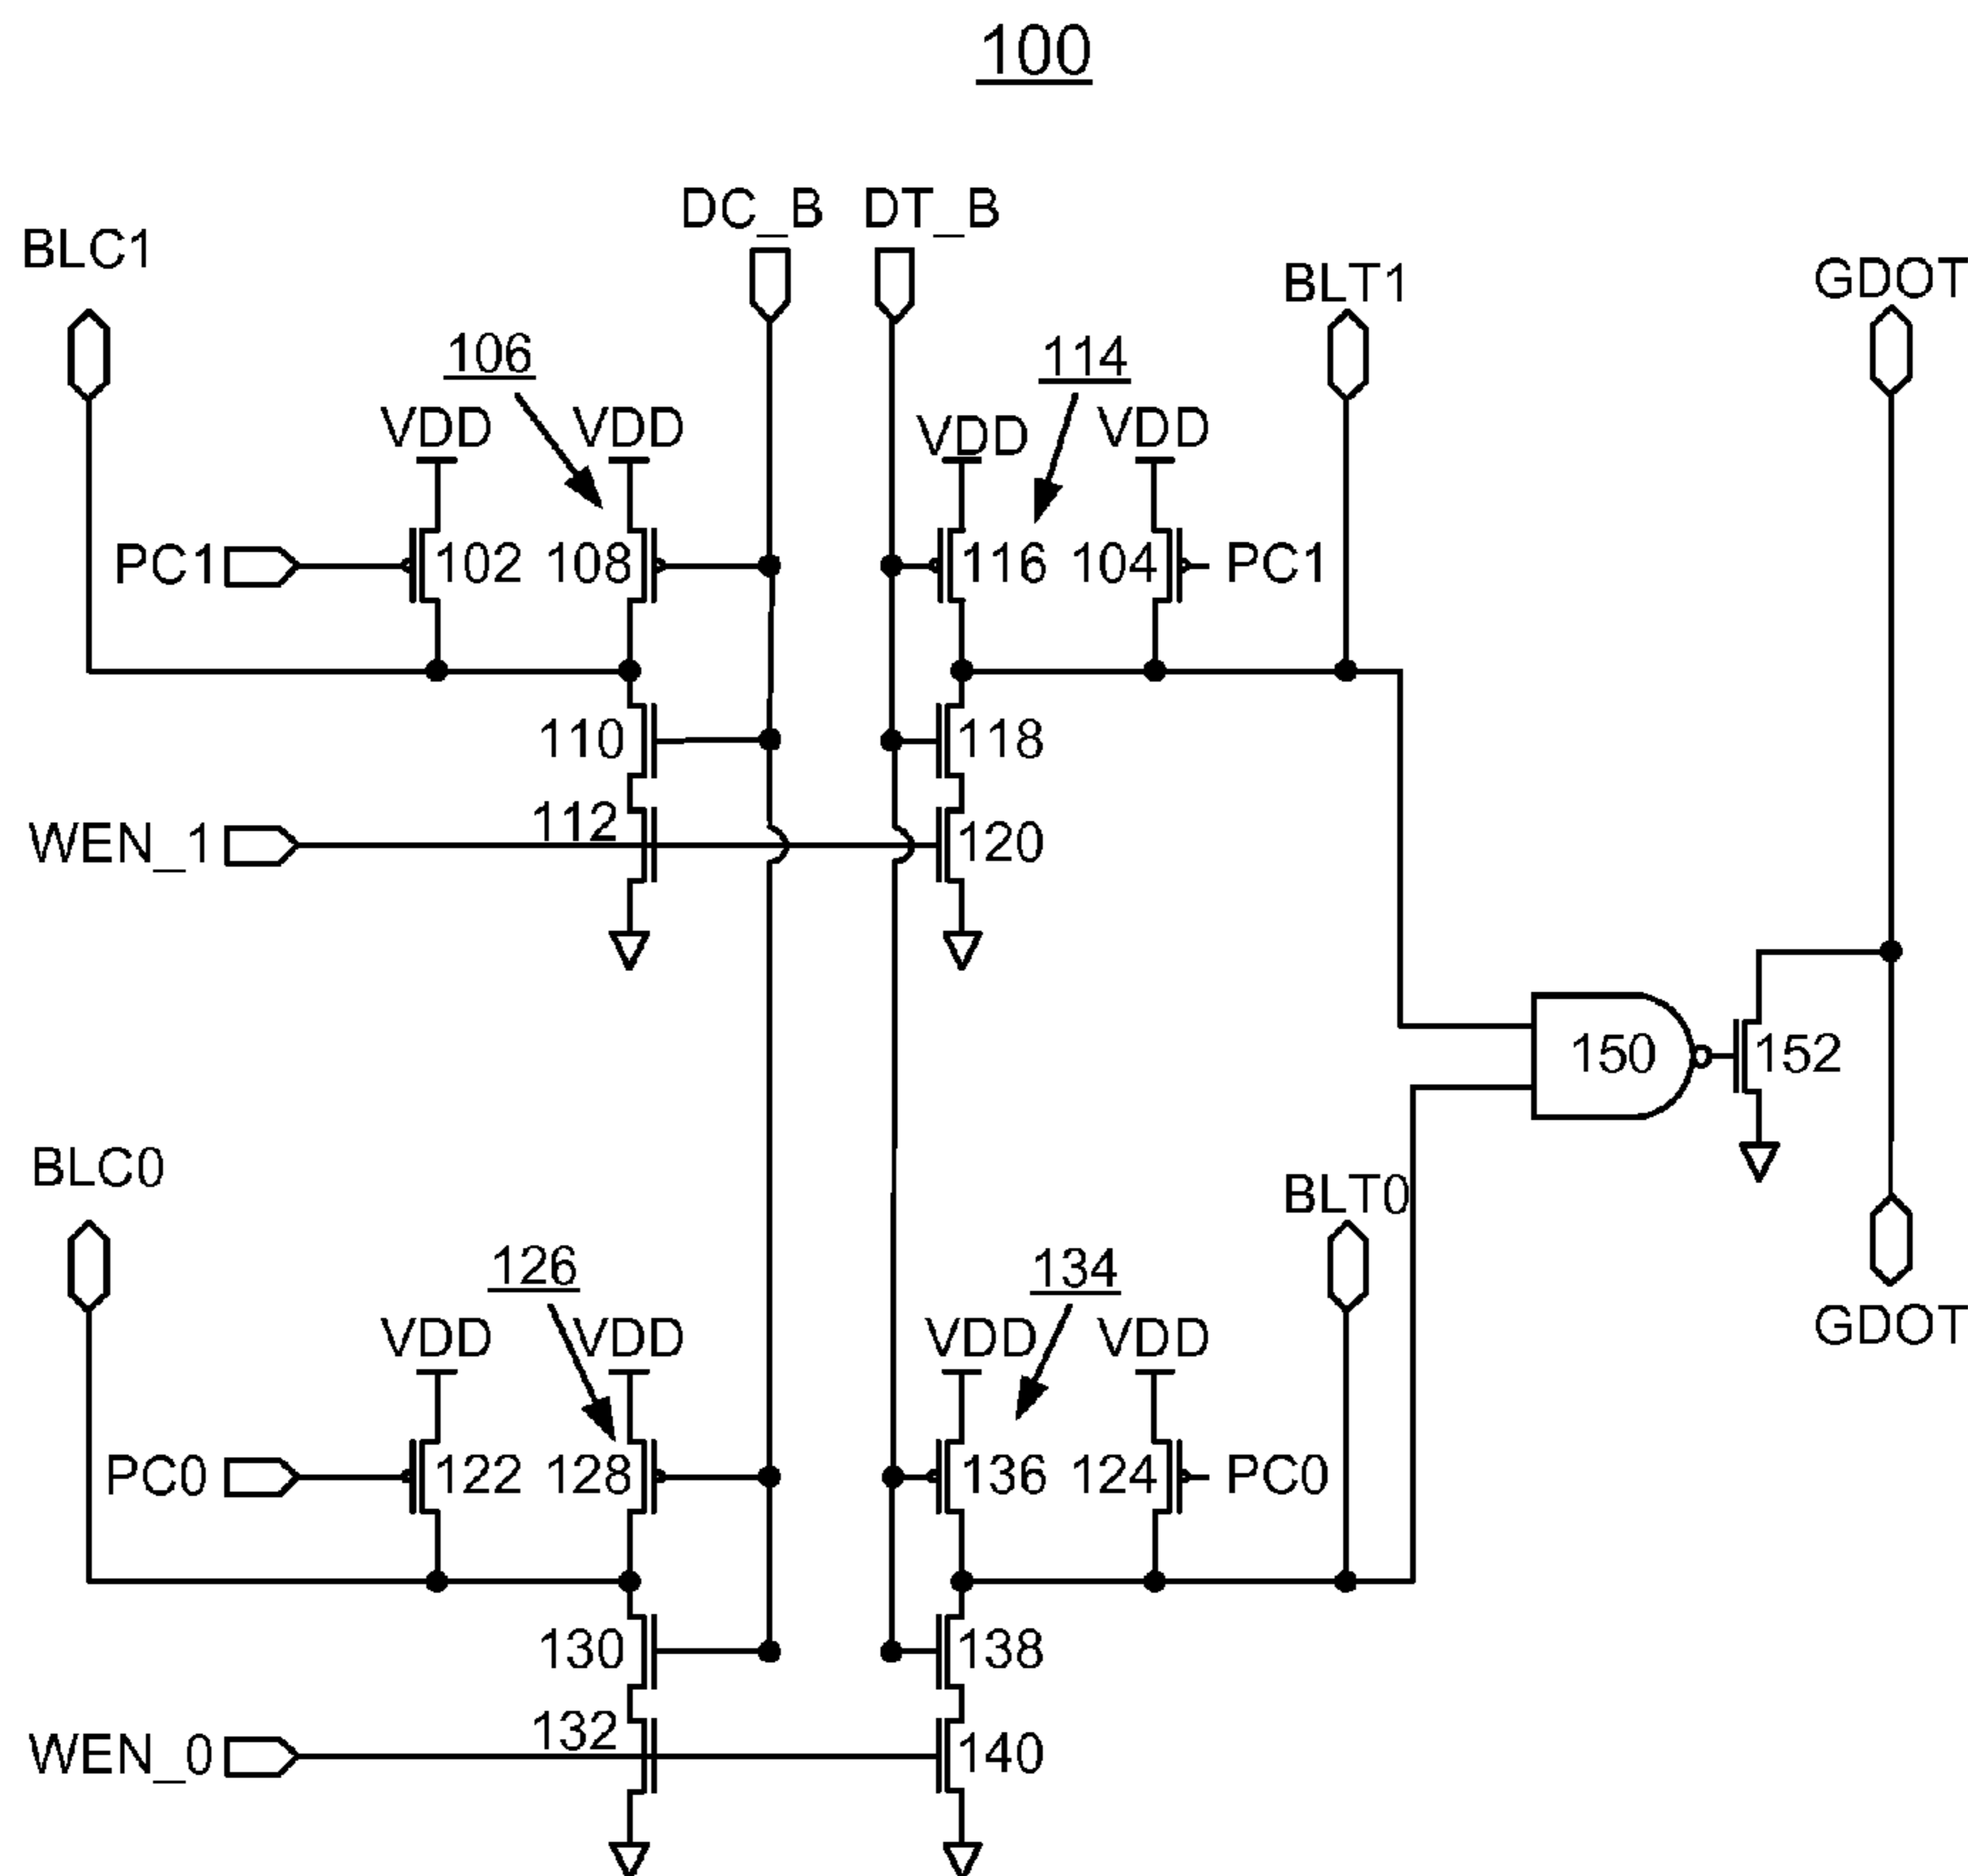 100
DC_B DT_B
BLC1 BLT1 GDOT
106 114
VDD VDD VDD VDD
PC1 102 108 116 104 PC1
110 118
WEN_1 112 120
150 152
BLC0 BLT0
126 134 GDOT
VDD VDD VDD VDD
PC0 122 128 136 124 PC0
130 138
WEN_0 132 140